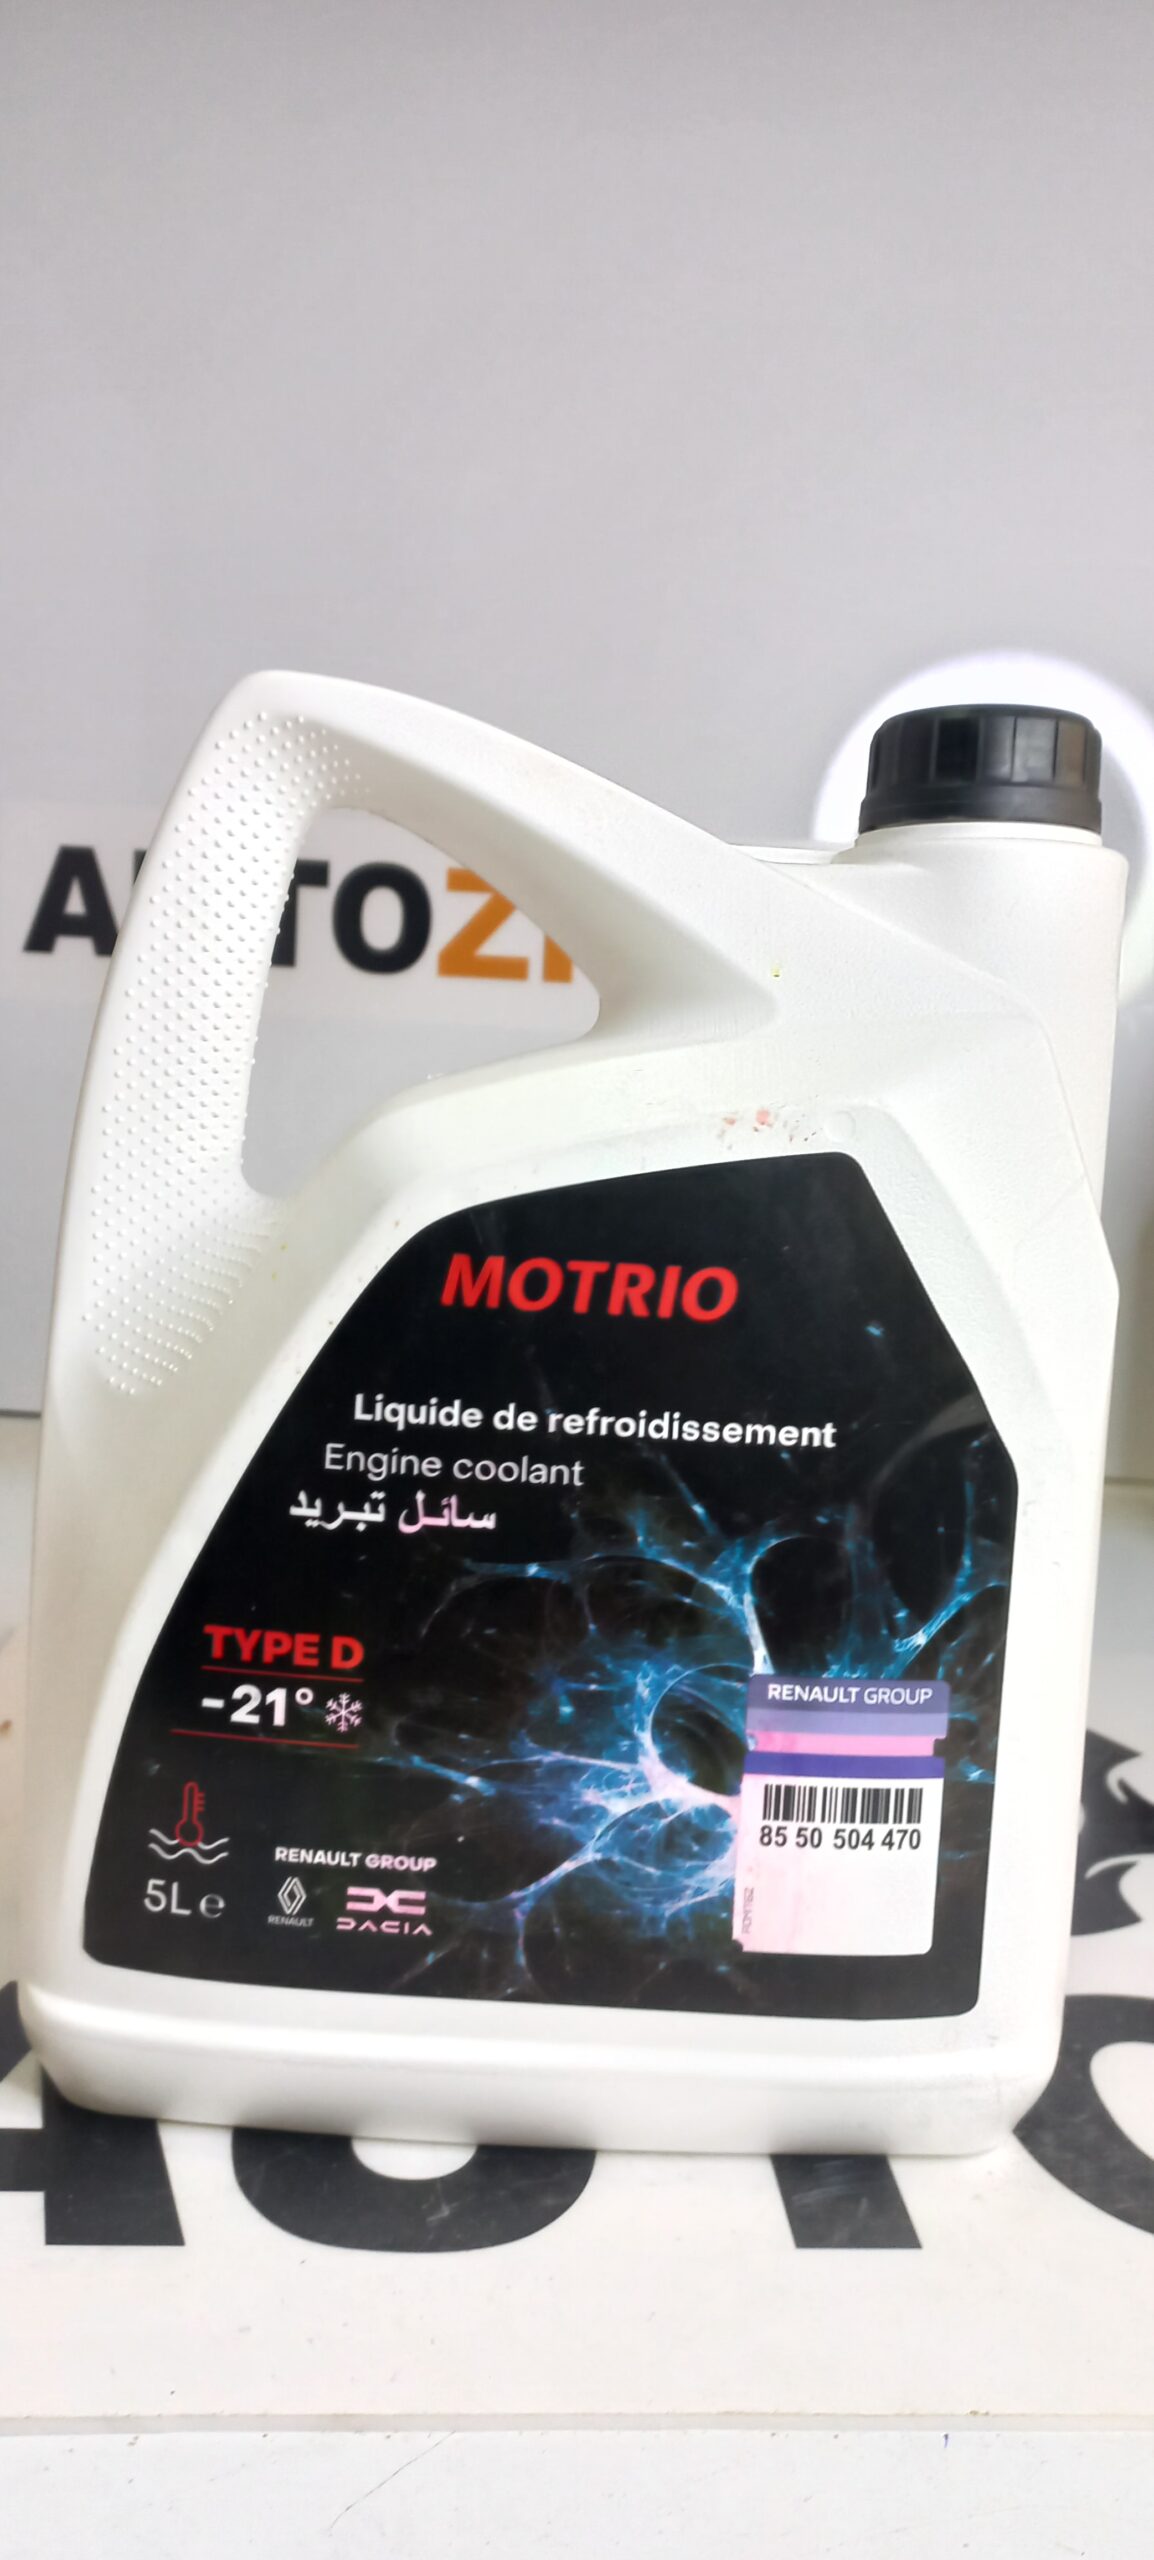 MOTRIO
Liquide de refroidissement
Engine coolant
سائل تبريد
TYPE D
-21°
RENAULT GROUP
85 50 504 470
RENAULT GROUP
5L e
RENAULT
DACIA